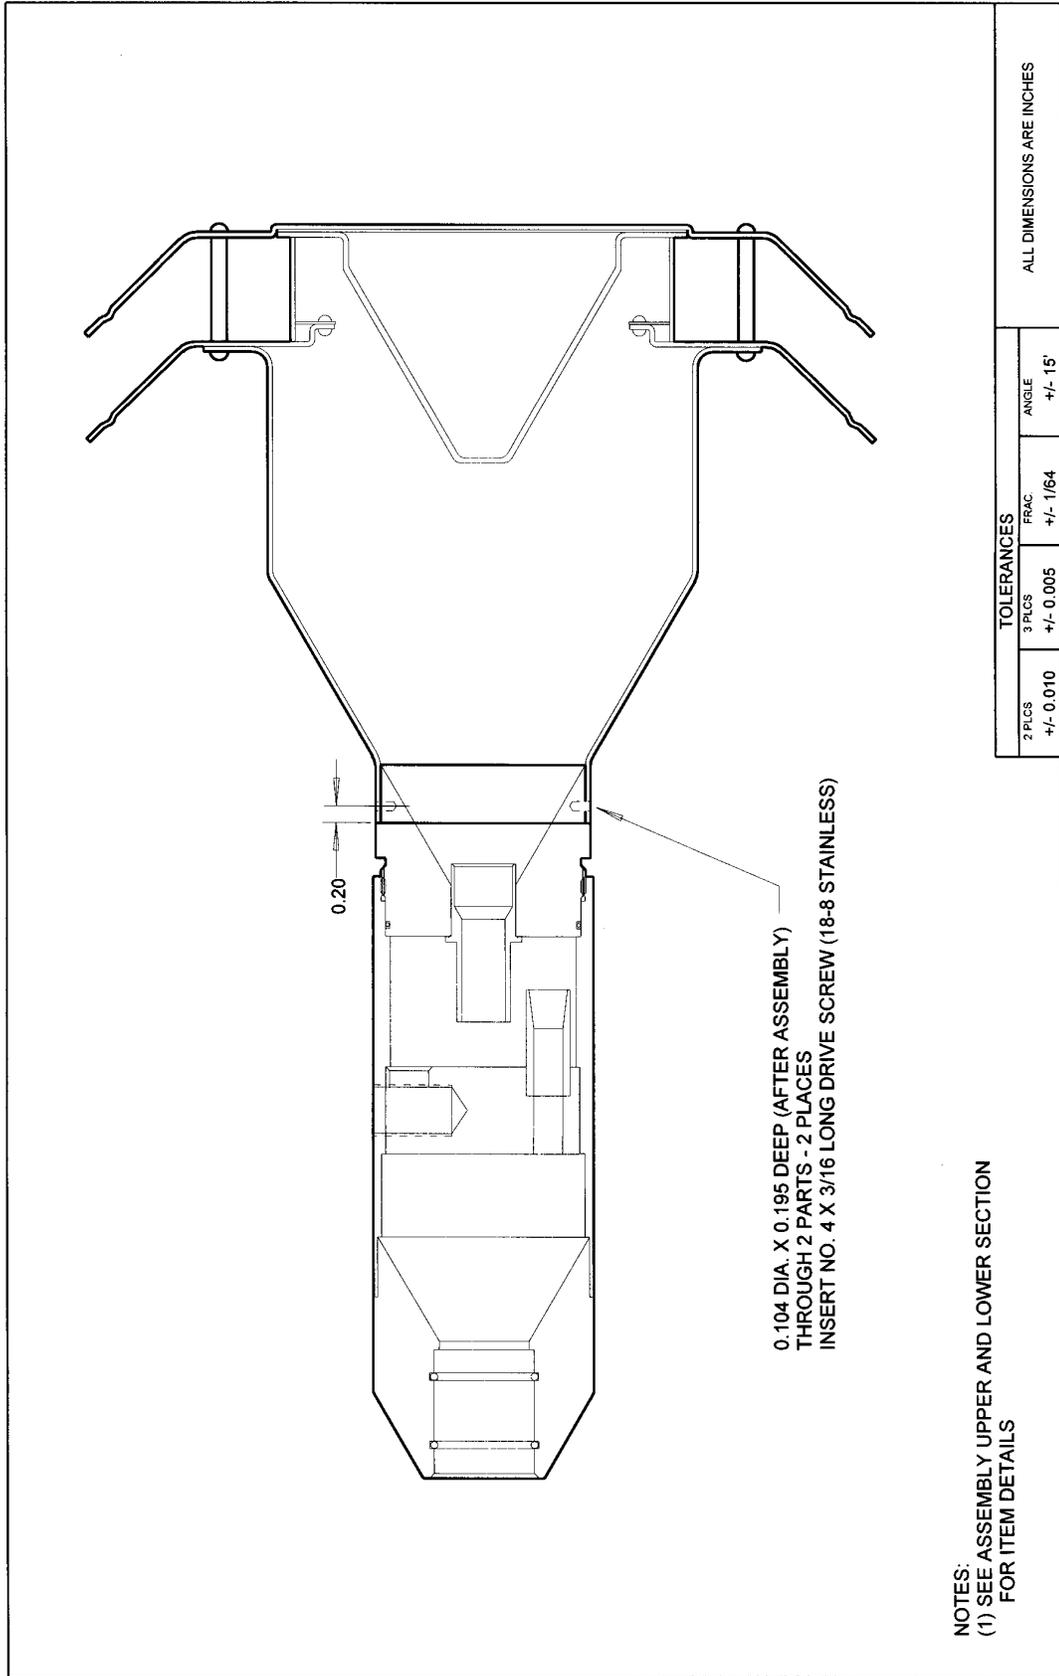 0.20
0.104 DIA. X 0.195 DEEP (AFTER ASSEMBLY)
THROUGH 2 PARTS - 2 PLACES
INSERT NO. 4 X 3/16 LONG DRIVE SCREW (18-8 STAINLESS)
NOTES:
(1) SEE ASSEMBLY UPPER AND LOWER SECTION
FOR ITEM DETAILS
TOLERANCES
2 PLCS 3 PLCS FRAC. ANGLE
+/- 0.010 +/- 0.005 +/- 1/64 +/- 15'
ALL DIMENSIONS ARE INCHES